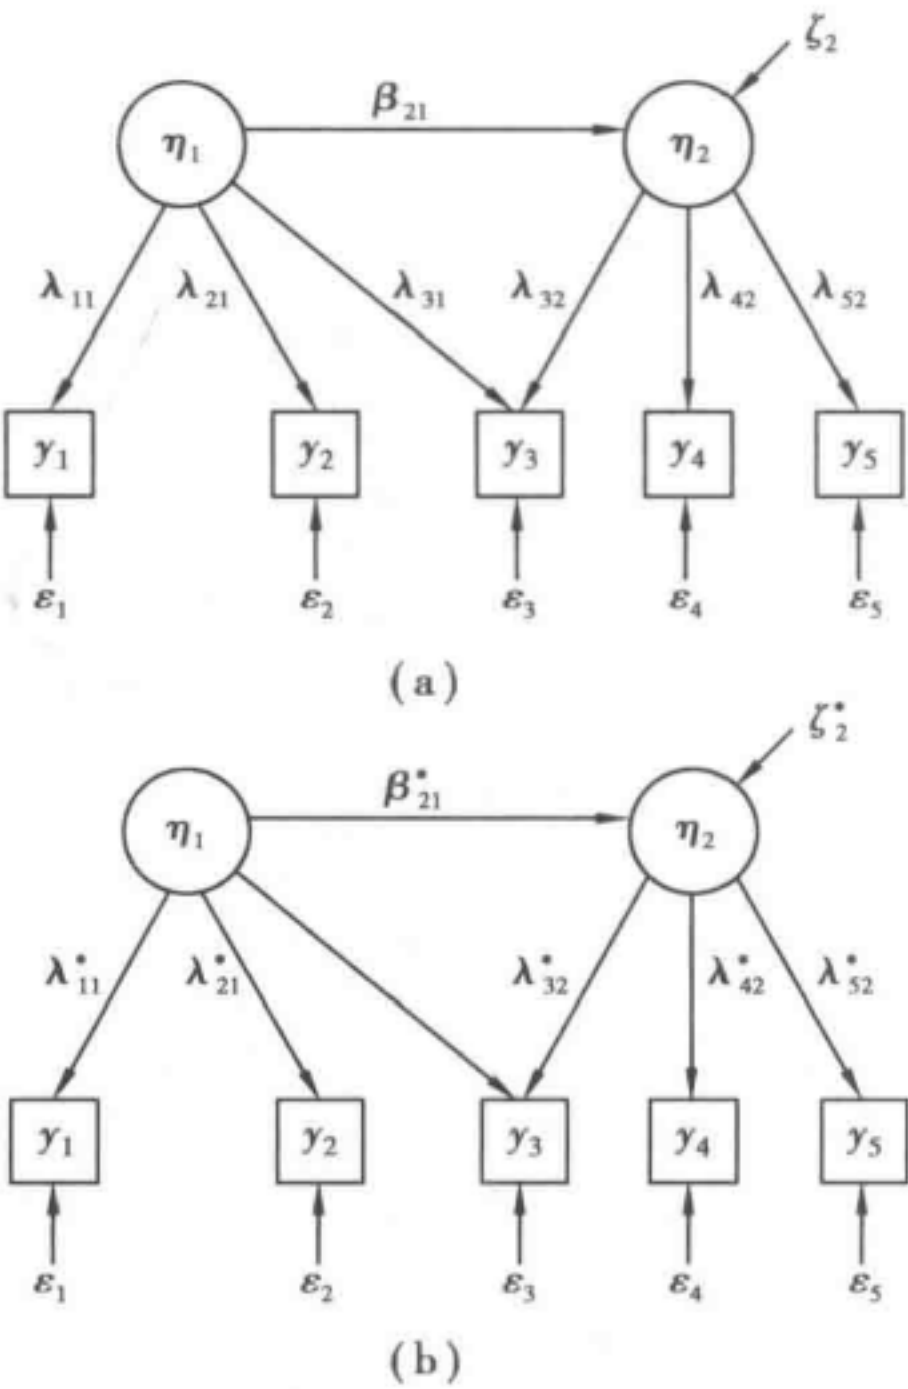 ζ₂
β₂₁
η₁ η₂
λ₁₁ λ₂₁ λ₃₁ λ₃₂ λ₄₂ λ₅₂
y₁ y₂ y₃ y₄ y₅
ε₁ ε₂ ε₃ ε₄ ε₅
(a)
ζ*₂
β*₂₁
η₁ η₂
λ*₁₁ λ*₂₁ λ*₃₂ λ*₄₂ λ*₅₂
y₁ y₂ y₃ y₄ y₅
ε₁ ε₂ ε₃ ε₄ ε₅
(b)